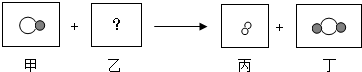 + ? +
甲 乙 丙 丁